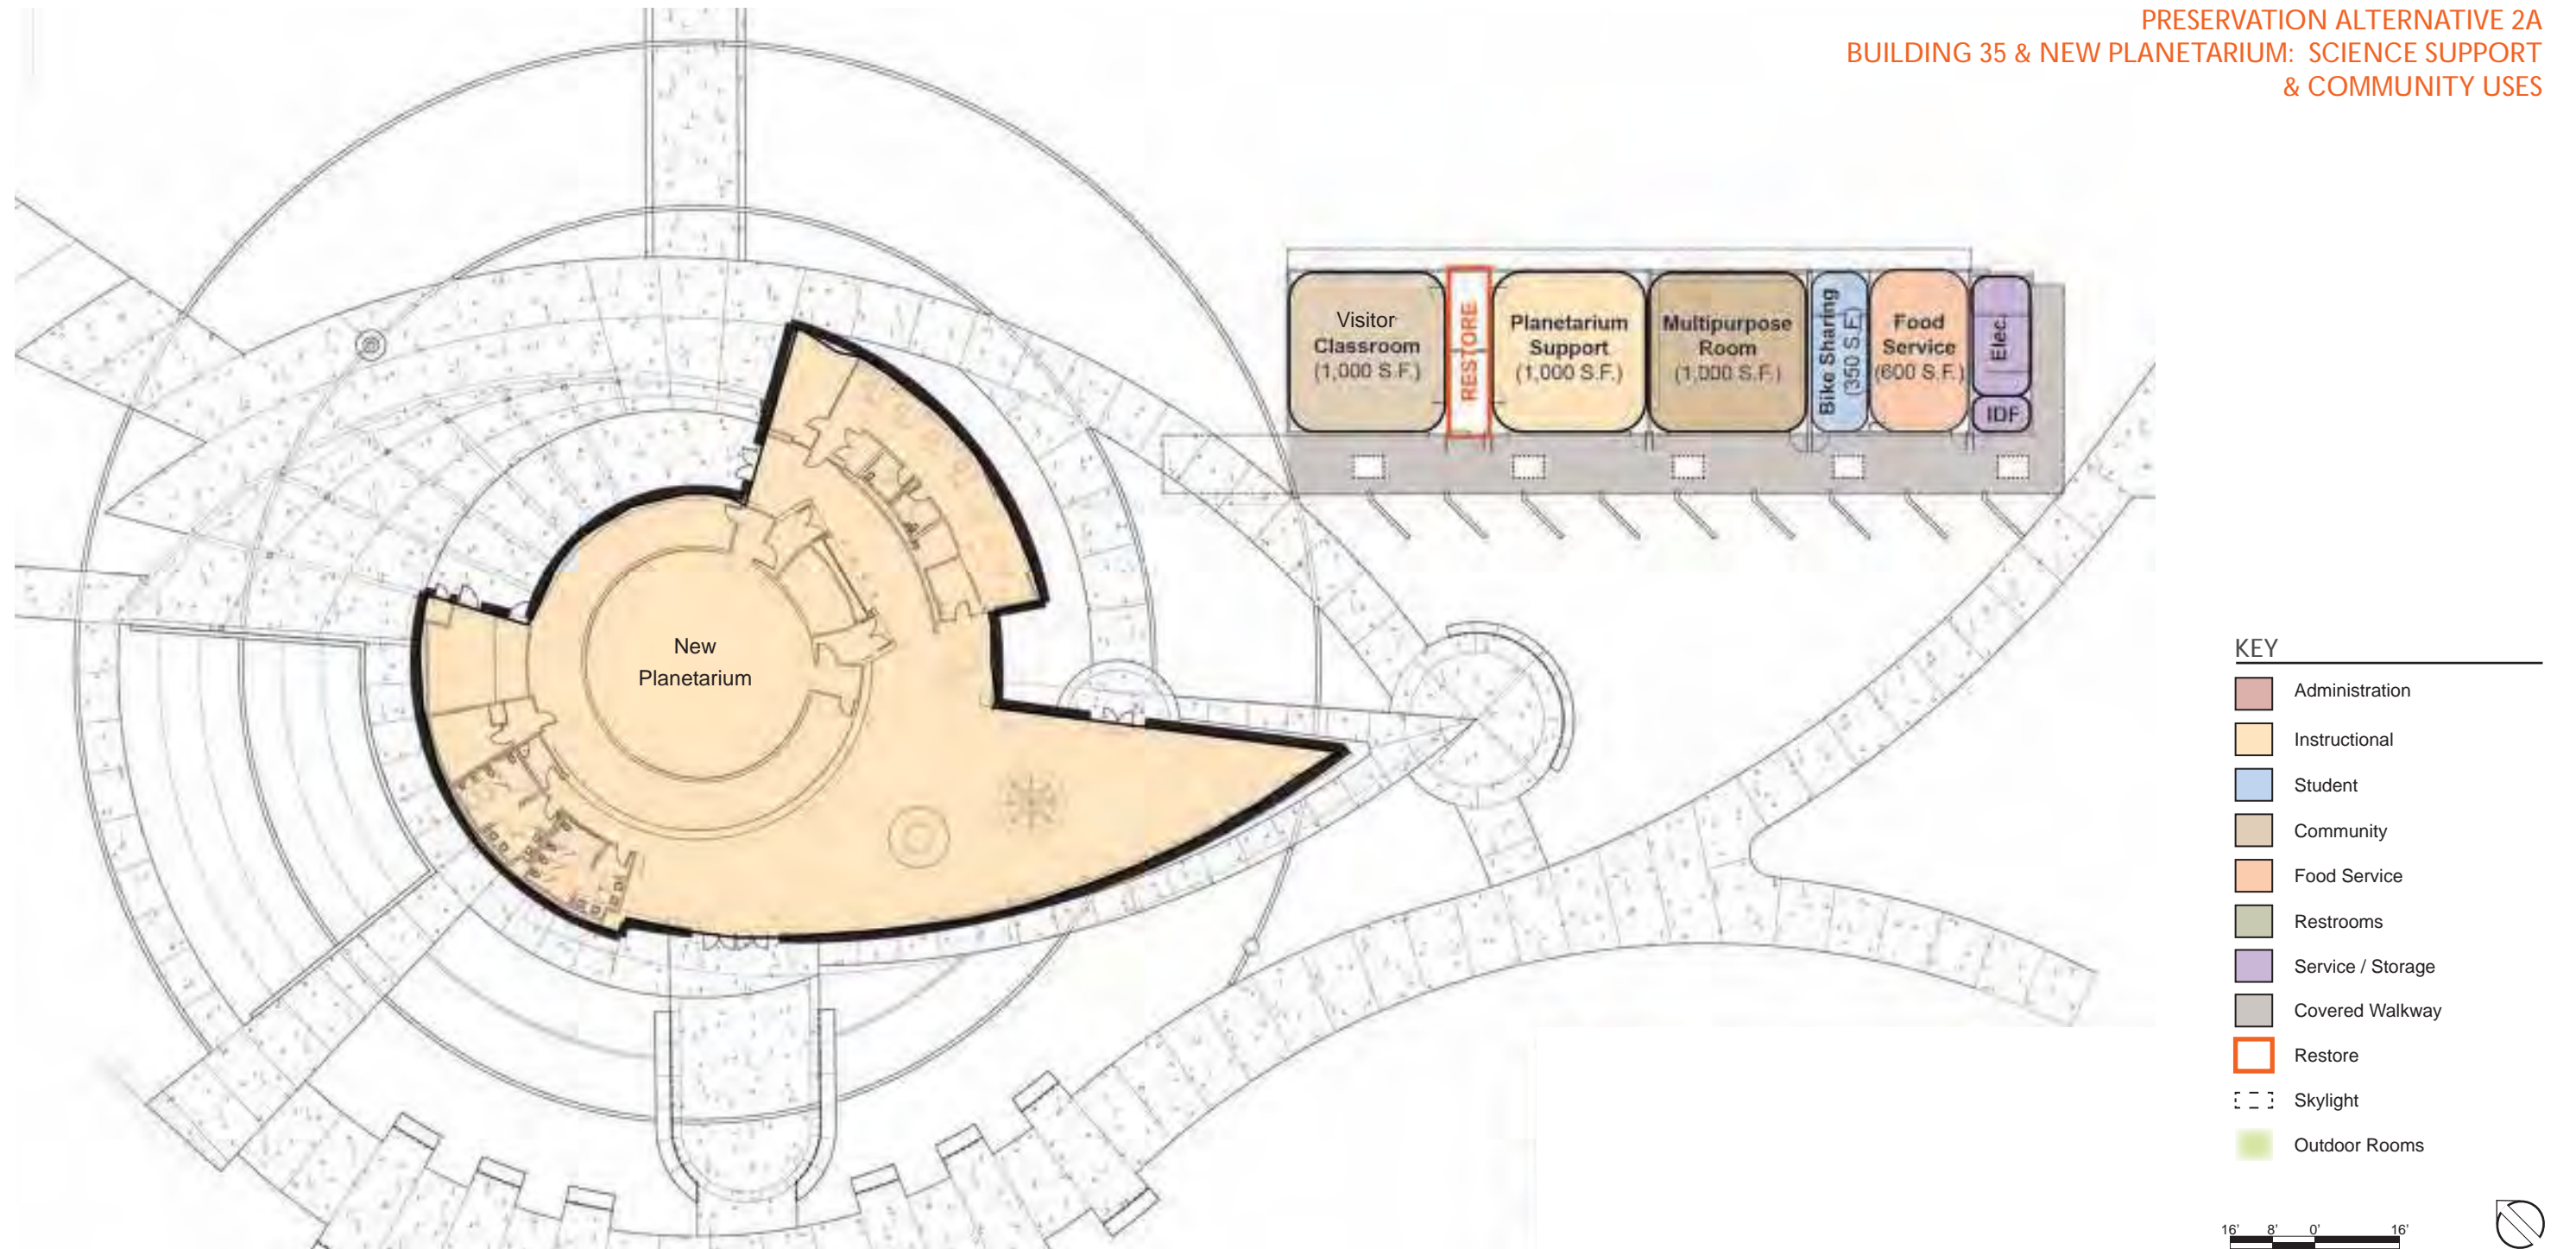 PRESERVATION ALTERNATIVE 2A
BUILDING 35 & NEW PLANETARIUM: SCIENCE SUPPORT
& COMMUNITY USES
Visitor
Classroom
(1,000 S.F.)
RESTORE
Planetarium
Support
(1,000 S.F.)
Multipurpose
Room
(1,000 S.F.)
Bike Sharing
(350 S.F.)
Food
Service
(600 S.F.)
Elec.
IDF
New
Planetarium
KEY
Administration
Instructional
Student
Community
Food Service
Restrooms
Service / Storage
Covered Walkway
Restore
Skylight
Outdoor Rooms
16' 8' 0' 16'